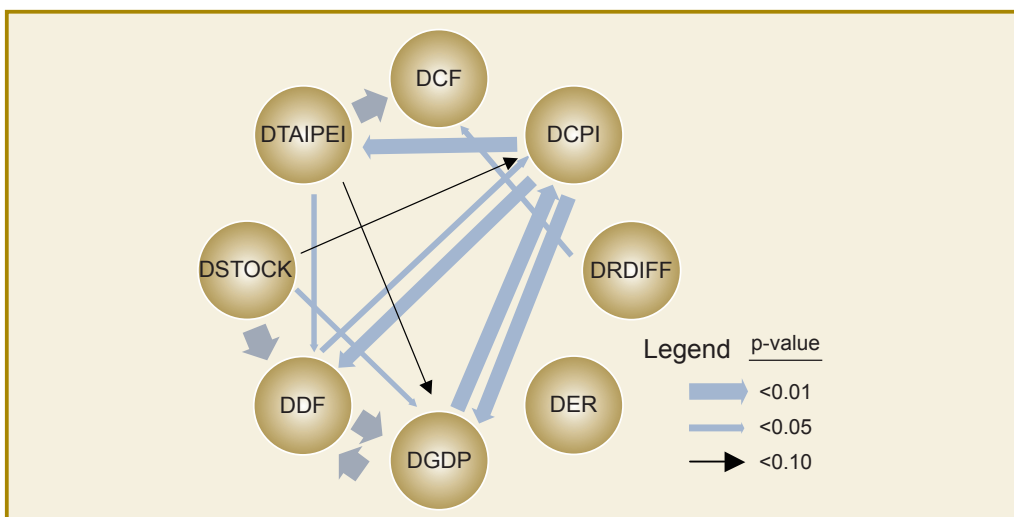 DCF
DTAIPEI
DCPI
DSTOCK
DRDIFF
DDF
DER
DGDP
Legend p-value
<0.01
<0.05
<0.10